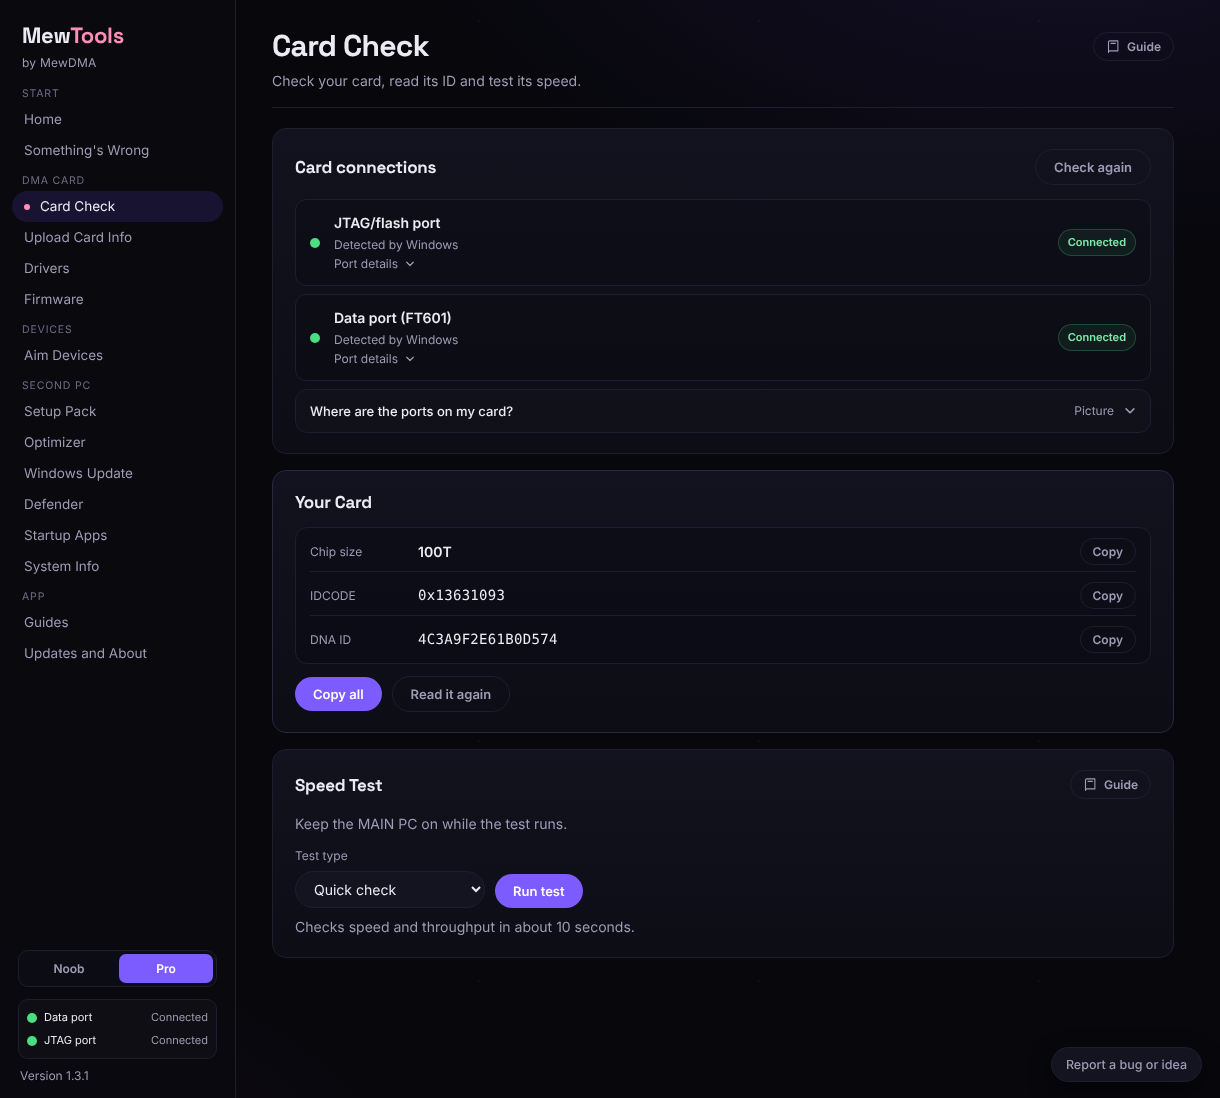 MewTools
by MewDMA
START
Home
Something's Wrong
DMA CARD
Card Check
Upload Card Info
Drivers
Firmware
DEVICES
Aim Devices
SECOND PC
Setup Pack
Optimizer
Windows Update
Defender
Startup Apps
System Info
APP
Guides
Updates and About
Noob Pro
Data port Connected
JTAG port Connected
Version 1.3.1
Card Check
Guide
Check your card, read its ID and test its speed.
Card connections
Check again
JTAG/flash port
Detected by Windows
Port details
Connected
Data port (FT601)
Detected by Windows
Port details
Connected
Where are the ports on my card? Picture
Your Card
Chip size 100T Copy
IDCODE 0x13631093 Copy
DNA ID 4C3A9F2E61B0D574 Copy
Copy all Read it again
Speed Test
Guide
Keep the MAIN PC on while the test runs.
Test type
Quick check Run test
Checks speed and throughput in about 10 seconds.
Report a bug or idea